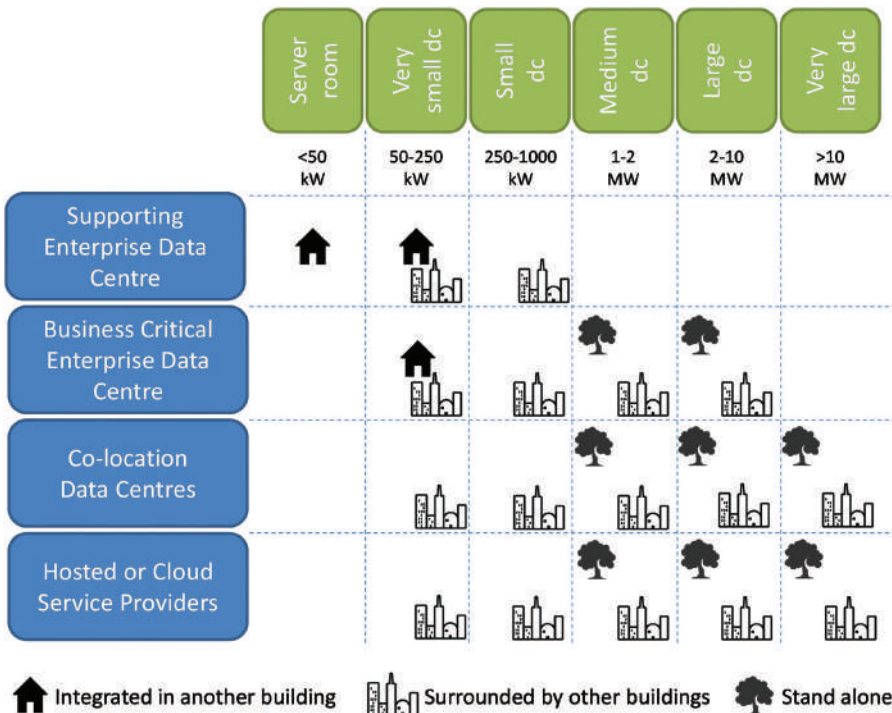 Server
room
Very
small dc
Small
dc
Medium
dc
Large
dc
Very
large dc
<50
kW
50-250
kW
250-1000
kW
1-2
MW
2-10
MW
>10
MW
Supporting
Enterprise Data
Centre
Business Critical
Enterprise Data
Centre
Co-location
Data Centres
Hosted or Cloud
Service Providers
Integrated in another building
Surrounded by other buildings
Stand alone